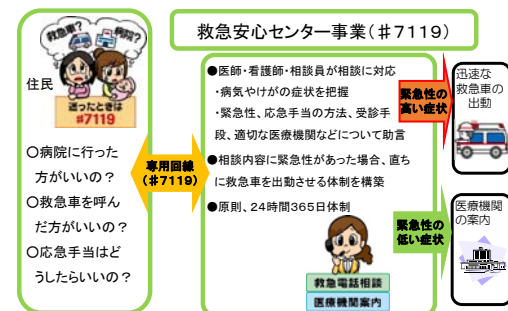 救急安心センター事業(♯7119)
救急車?
病院?
住民
迷ったときは
♯7119
○病院に行った
方がいいの?
○救急車を呼ん
だ方がいいの?
○応急手当はど
うしたらいいの?
専用回線
(♯7119)
●医師・看護師・相談員が相談に対応
・病気やけがの症状を把握
・緊急性、応急手当の方法、受診手
段、適切な医療機関などについて助言
●相談内容に緊急性があった場合、直ち
に救急車を出動させる体制を構築
●原則、24時間365日体制
救急電話相談
医療機関案内
緊急性の
高い症状
迅速な
救急車の
出動
緊急性の
低い症状
医療機関
の案内